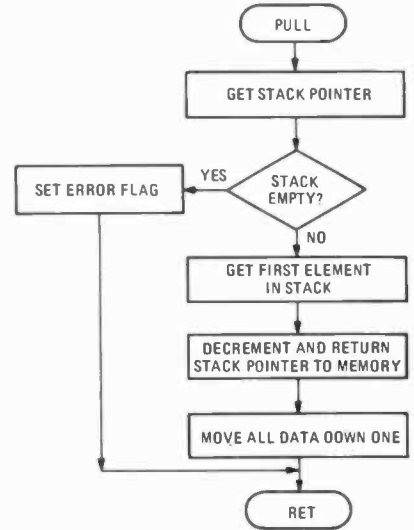 PULL
GET STACK POINTER
STACK
EMPTY?
YES
SET ERROR FLAG
NO
GET FIRST ELEMENT
IN STACK
DECREMENT AND RETURN
STACK POINTER TO MEMORY
MOVE ALL DATA DOWN ONE
RET